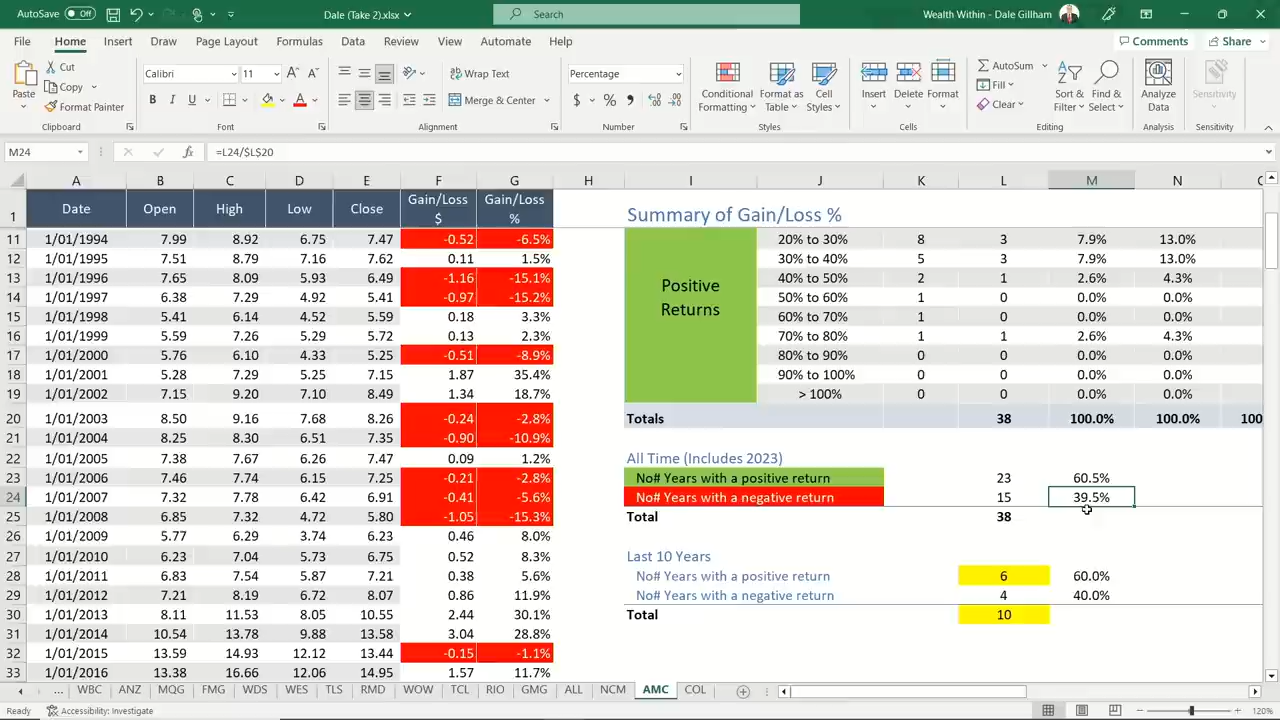 AutoSave Off Dale (Take 2).xlsx Search Wealth Within - Dale Gillham
File Home Insert Draw Page Layout Formulas Data Review View Automate Help Comments Share
Paste Cut Copy Format Painter Clipboard
Calibri 11 B I U Font
Wrap Text Merge & Center Alignment
Percentage $ % Number
Conditional Formatting Format as Table Cell Styles Styles
Insert Delete Format Cells
AutoSum Fill Clear Sort & Filter Find & Select Editing
Analyze Data Analysis Sensitivity Sensitivity
M24 fx =L24/$L$20
A B C D E F G H I J K L M N
1 Date Open High Low Close Gain/Loss $ Gain/Loss % Summary of Gain/Loss %
11 1/01/1994 7.99 8.92 6.75 7.47 -0.52 -6.5% 20% to 30% 8 3 7.9% 13.0%
12 1/01/1995 7.51 8.79 7.16 7.62 0.11 1.5% 30% to 40% 5 3 7.9% 13.0%
13 1/01/1996 7.65 8.09 5.93 6.49 -1.16 -15.1% Positive Returns 40% to 50% 2 1 2.6% 4.3%
14 1/01/1997 6.38 7.29 4.92 5.41 -0.97 -15.2% 50% to 60% 1 0 0.0% 0.0%
15 1/01/1998 5.41 6.14 4.52 5.59 0.18 3.3% 60% to 70% 1 0 0.0% 0.0%
16 1/01/1999 5.59 7.26 5.29 5.72 0.13 2.3% 70% to 80% 1 1 2.6% 4.3%
17 1/01/2000 5.76 6.10 4.33 5.25 -0.51 -8.9% 80% to 90% 0 0 0.0% 0.0%
18 1/01/2001 5.28 7.29 5.25 7.15 1.87 35.4% 90% to 100% 0 0 0.0% 0.0%
19 1/01/2002 7.15 9.20 7.10 8.49 1.34 18.7% > 100% 0 0 0.0% 0.0%
20 1/01/2003 8.50 9.16 7.68 8.26 -0.24 -2.8% Totals 38 100.0% 100.0% 100
21 1/01/2004 8.25 8.30 6.51 7.35 -0.90 -10.9%
22 1/01/2005 7.38 7.67 6.26 7.47 0.09 1.2% All Time (Includes 2023)
23 1/01/2006 7.46 7.74 6.15 7.25 -0.21 -2.8% No# Years with a positive return 23 60.5%
24 1/01/2007 7.32 7.78 6.42 6.91 -0.41 -5.6% No# Years with a negative return 15 39.5%
25 1/01/2008 6.85 7.32 4.72 5.80 -1.05 -15.3% Total 38
26 1/01/2009 5.77 6.29 3.74 6.23 0.46 8.0%
27 1/01/2010 6.23 7.04 5.73 6.75 0.52 8.3% Last 10 Years
28 1/01/2011 6.83 7.54 5.87 7.21 0.38 5.6% No# Years with a positive return 6 60.0%
29 1/01/2012 7.21 8.19 6.72 8.07 0.86 11.9% No# Years with a negative return 4 40.0%
30 1/01/2013 8.11 11.53 8.05 10.55 2.44 30.1% Total 10
31 1/01/2014 10.54 13.78 9.88 13.58 3.04 28.8%
32 1/01/2015 13.59 14.93 12.12 13.44 -0.15 -1.1%
33 1/01/2016 13.38 16.66 12.06 14.95 1.57 11.7%
... WBC ANZ MQG FMG WDS WES TLS RMD WOW TCL RIO GMG ALL NCM AMC COL
Ready Accessibility: Investigate 120%